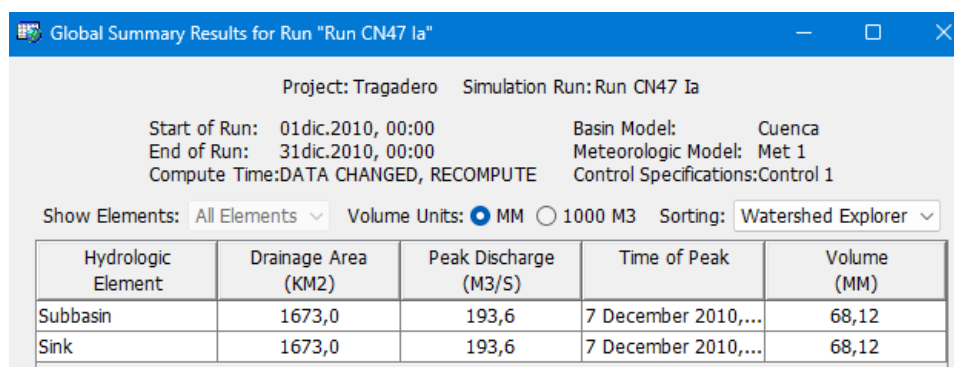 Global Summary Results for Run "Run CN47 Ia"
Project: Tragadero Simulation Run: Run CN47 Ia
Start of Run: 01dic.2010, 00:00 Basin Model: Cuenca
End of Run: 31dic.2010, 00:00 Meteorologic Model: Met 1
Compute Time:DATA CHANGED, RECOMPUTE Control Specifications:Control 1
Show Elements: All Elements Volume Units: MM 1000 M3 Sorting: Watershed Explorer
Hydrologic Drainage Area Peak Discharge Time of Peak Volume
Element (KM2) (M3/S) (MM)
Subbasin 1673,0 193,6 7 December 2010,... 68,12
Sink 1673,0 193,6 7 December 2010,... 68,12